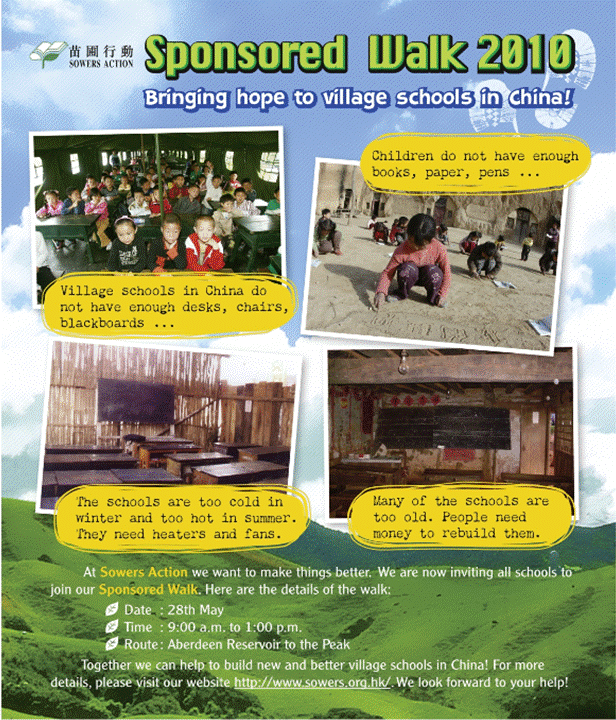 苗圃行動
SOWERS ACTION
Sponsored Walk 2010
Bringing hope to village schools in China!
Children do not have enough
books, paper, pens ...
Village schools in China do
not have enough desks, chairs,
blackboards ...
The schools are too cold in
winter and too hot in summer.
They need heaters and fans.
Many of the schools are
too old. People need
money to rebuild them.
At Sowers Action we want to make things better. We are now inviting all schools to
join our Sponsored Walk. Here are the details of the walk:
Date : 28th May
Time : 9:00 a.m. to 1:00 p.m.
Route : Aberdeen Reservoir to the Peak
Together we can help to build new and better village schools in China! For more
details, please visit our website http://www.sowers.org.hk/. We look forward to your help!